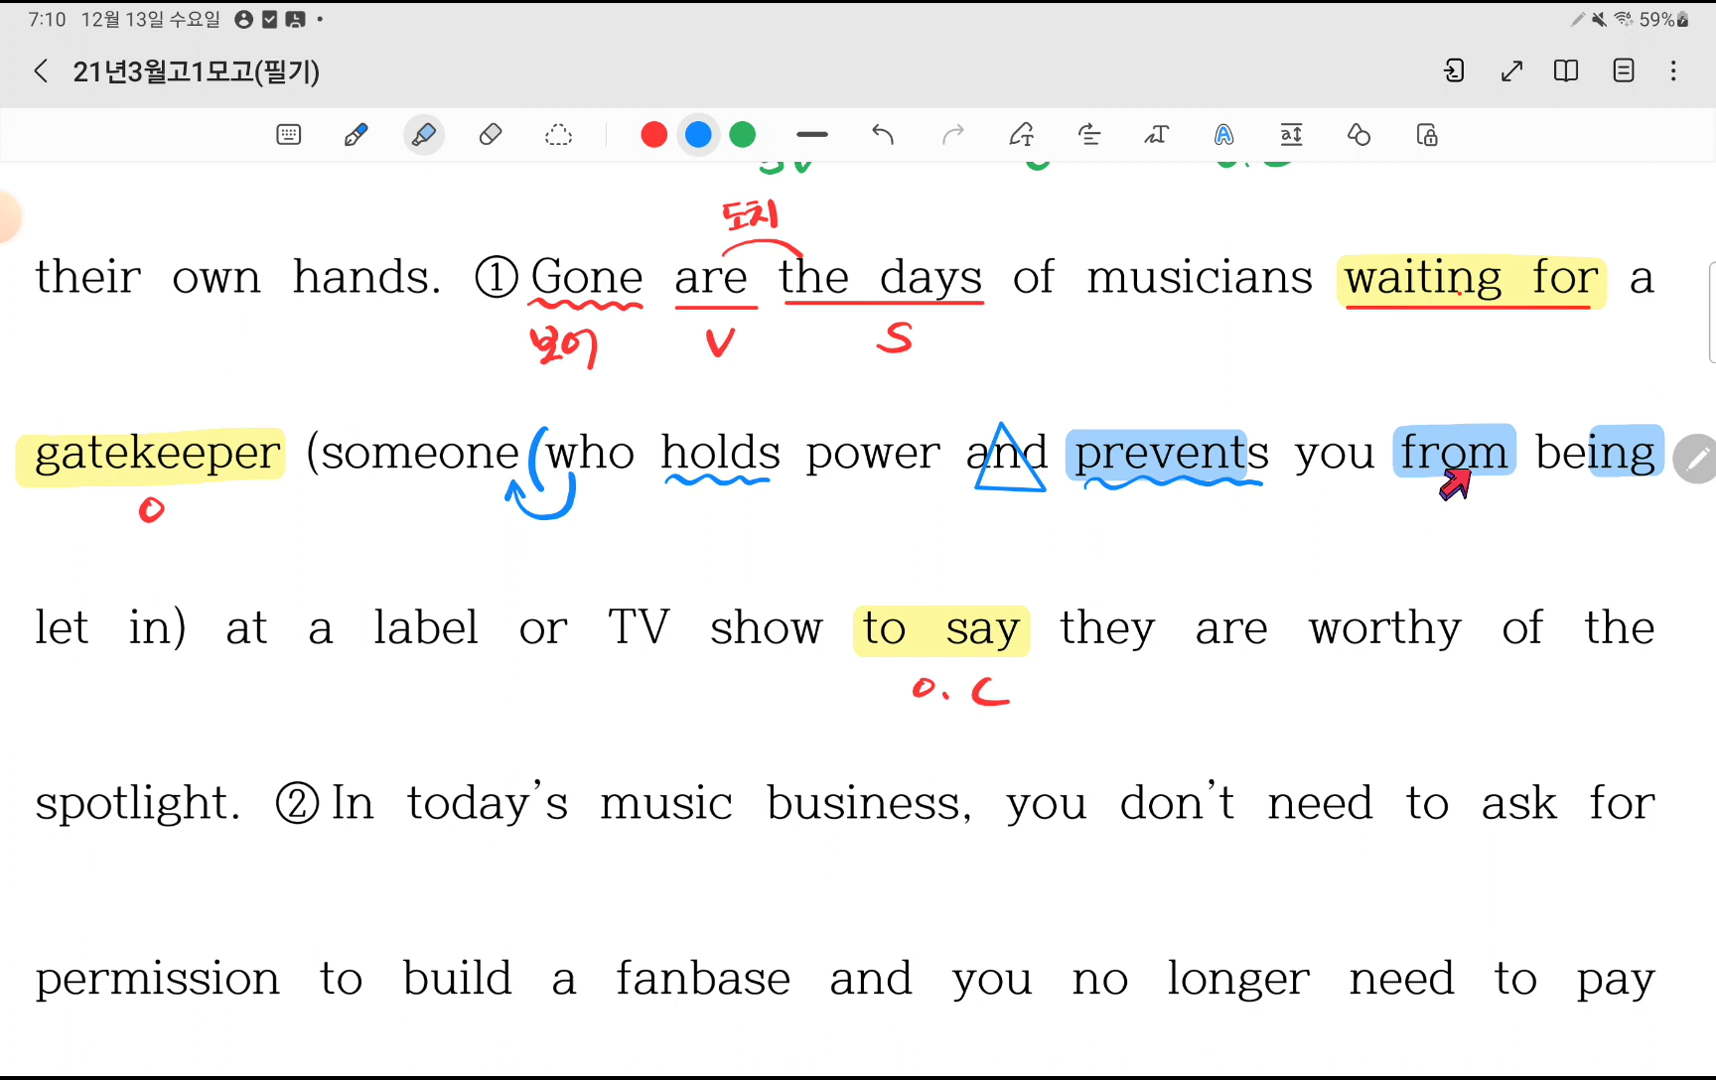 7:10 12월 13일 수요일 59%
21년3월고1모고(필기)
도치
their own hands. ① Gone are the days of musicians waiting for a
보어 V S
gatekeeper (someone (who holds power and prevents you from being
O
let in) at a label or TV show to say they are worthy of the
O. C
spotlight. ② In today's music business, you don't need to ask for
permission to build a fanbase and you no longer need to pay